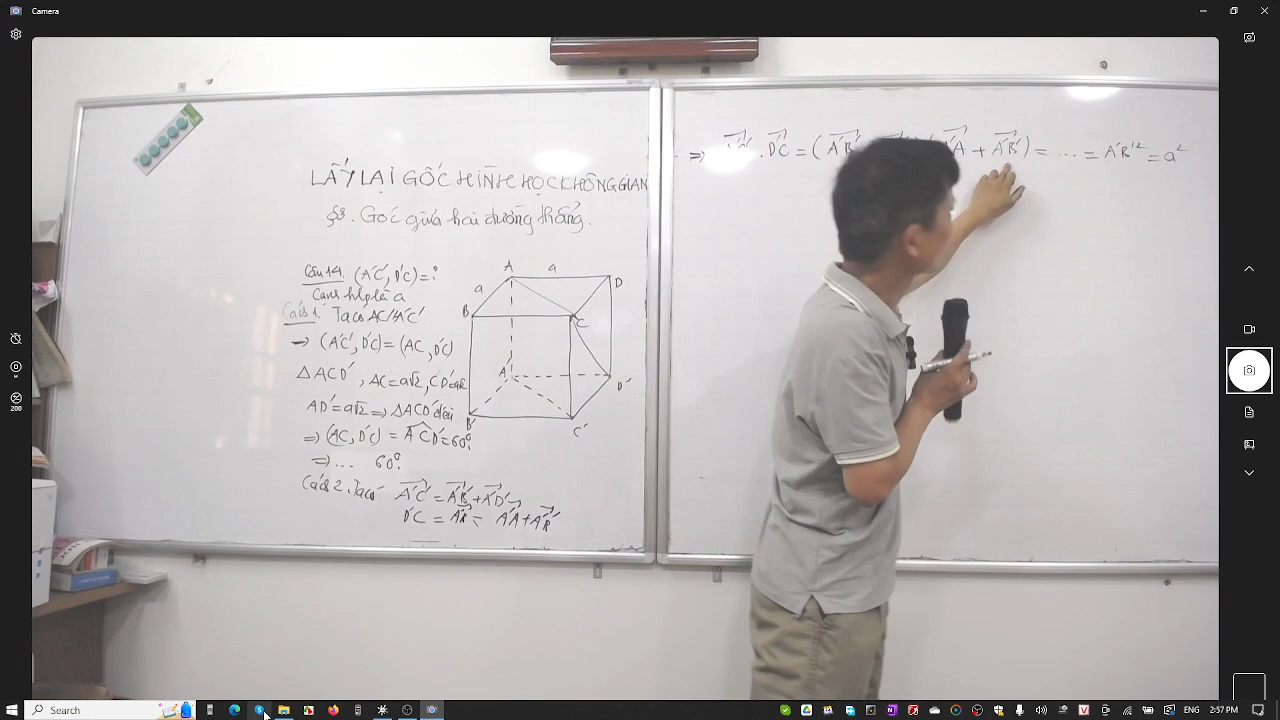 Camera
LẤY LẠI GỐC HÌNH HỌC KHÔNG GIAN
§3. Góc giữa hai đường thẳng.
Câu 14. (A'C', D'C) = ?
Cạnh hlp là a
Cách 1. Ta có AC//A'C'
→ (A'C', D'C) = (AC, D'C)
ΔACD', AC = a√2, CD' = a√2
AD' = a√2 ⇒ ΔACD' đều
⇒ (AC, D'C) = ACD' = 60°.
⇒ ... 60°.
Cách 2. Ta có A'C' = A'B' + A'D'
D'C = A'B = A'A + A'B'
A
a
D
a
B
C
A'
D'
B'
C'
⇒ A'C' . D'C = (A'B' A'A + A'B') = ... = A'B'² = a²
200
Search
2:57 PM